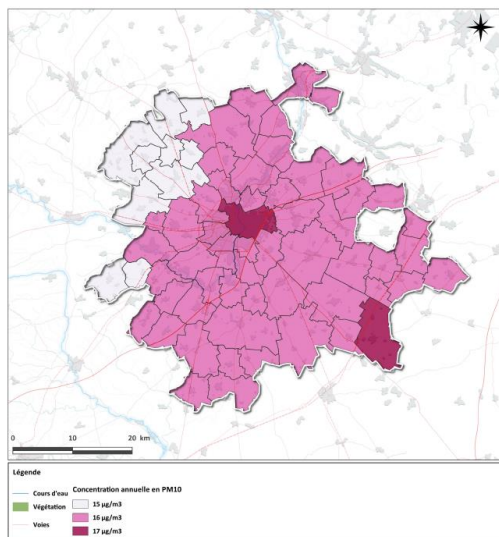 0 10 20 km
Légende
Cours d'eau
Végétation
Voies
Concentration annuelle en PM10
15 µg/m3
16 µg/m3
17 µg/m3